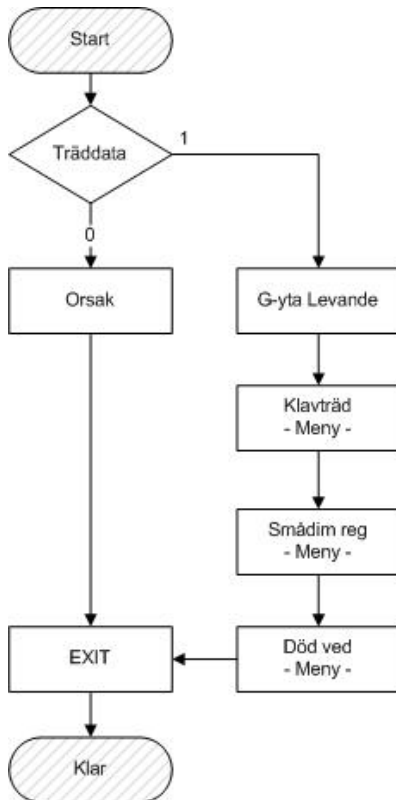 Start
Träddata
1
0
Orsak
G-yta Levande
Klavträd
- Meny -
Smådim reg
- Meny -
EXIT
Död ved
- Meny -
Klar